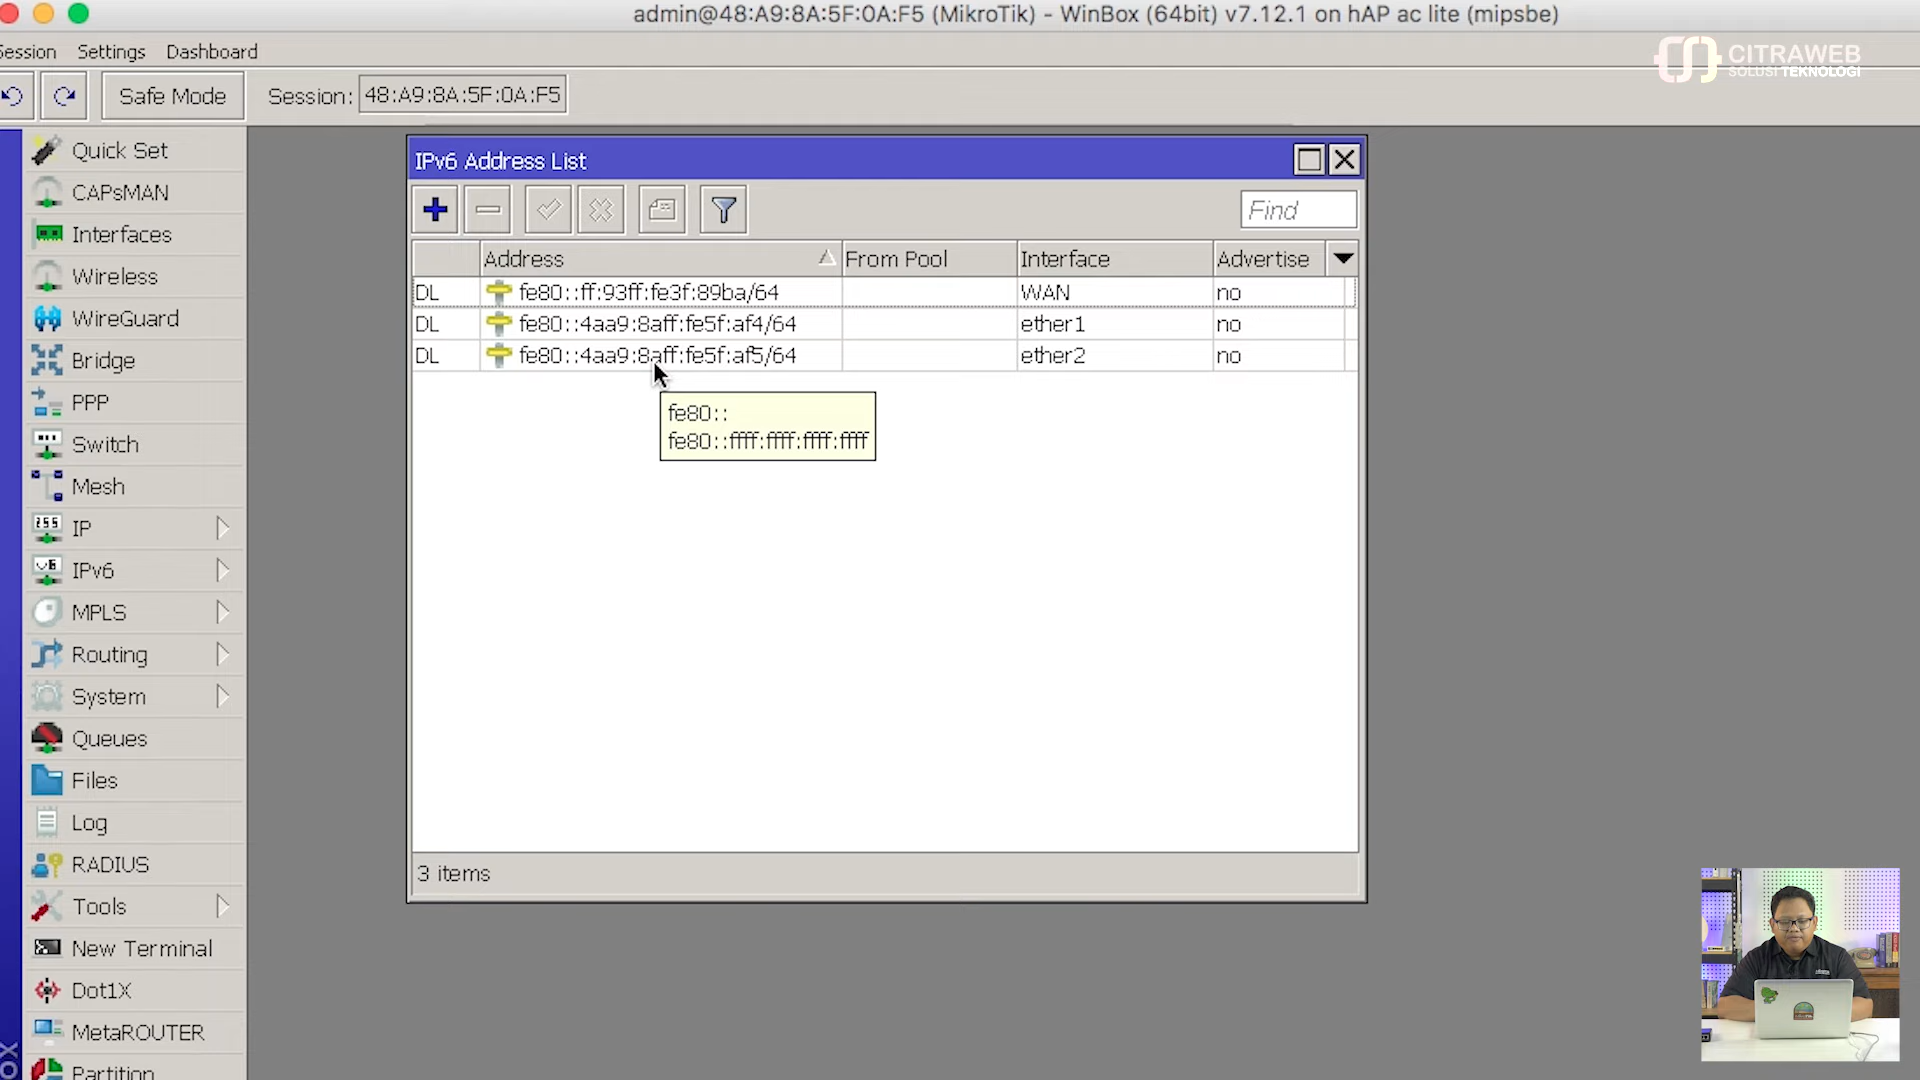 admin@48:A9:8A:5F:0A:F5 (MikroTik) - WinBox (64bit) v7.12.1 on hAP ac lite (mipsbe)
Session Settings Dashboard
CITRAWEB
SOLUSI TEKNOLOGI
Safe Mode Session: 48:A9:8A:5F:0A:F5
Quick Set
CAPsMAN
Interfaces
Wireless
WireGuard
Bridge
PPP
Switch
Mesh
IP
IPv6
MPLS
Routing
System
Queues
Files
Log
RADIUS
Tools
New Terminal
Dot1X
MetaROUTER
Partition
IPv6 Address List
Find
Address From Pool Interface Advertise
DL fe80::ff:93ff:fe3f:89ba/64 WAN no
DL fe80::4aa9:8aff:fe5f:af4/64 ether1 no
DL fe80::4aa9:8aff:fe5f:af5/64 ether2 no
fe80::
fe80::ffff:ffff:ffff:ffff
3 items